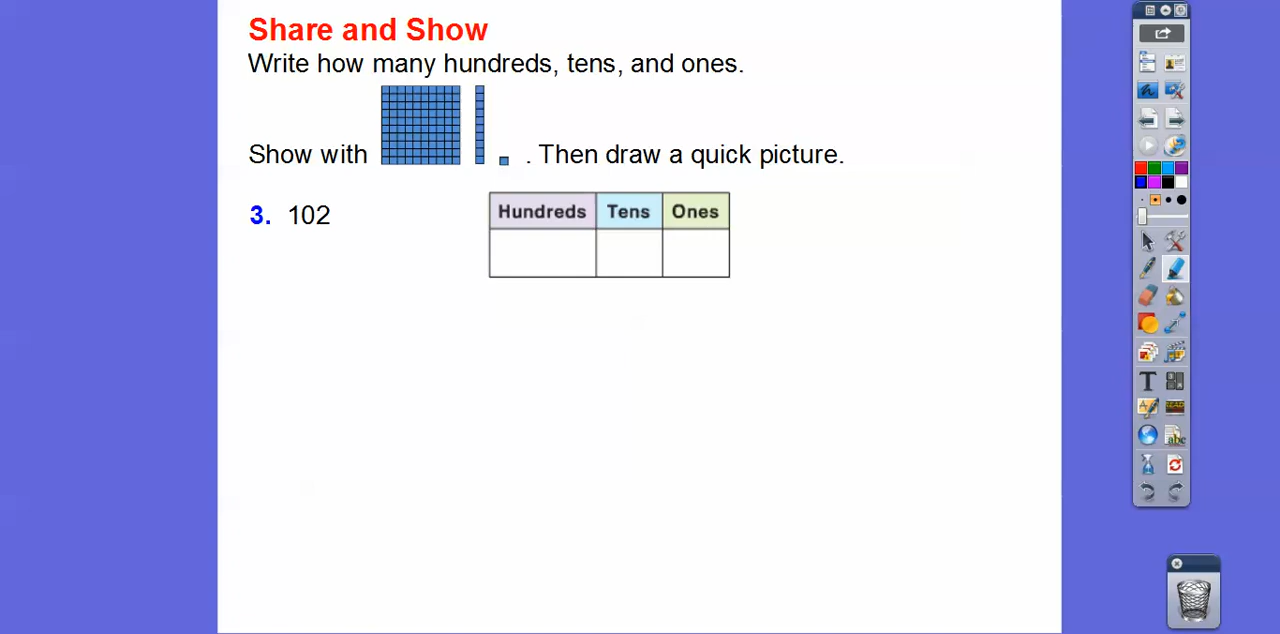 Share and Show
Write how many hundreds, tens, and ones.
Show with . Then draw a quick picture.
3. 102
Hundreds Tens Ones